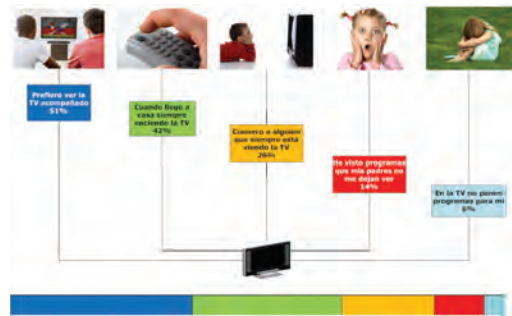 Prefiero ver la
TV acompañado
51%
Cuando llego a
casa siempre
enciendo la TV
42%
Conozco a alguien
que siempre está
viendo la TV
26%
He visto programas
que mis padres no
me dejan ver
14%
En la TV no ponen
programas para mi
6%